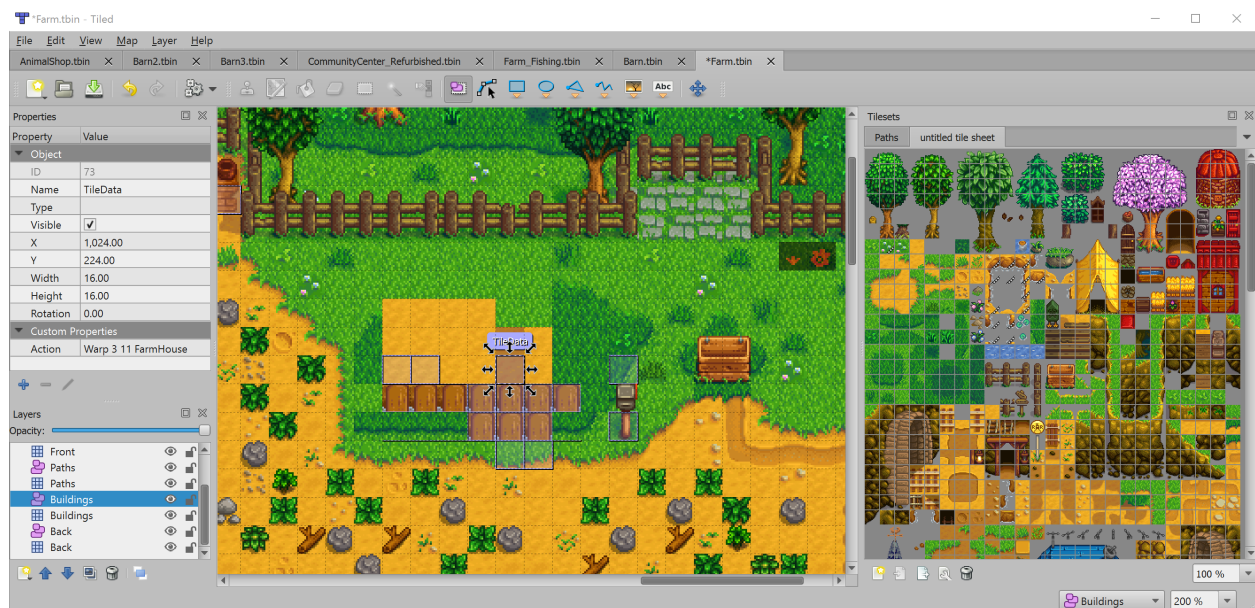 *Farm.tbin - Tiled
File Edit View Map Layer Help
AnimalShop.tbin Barn2.tbin Barn3.tbin CommunityCenter_Refurbished.tbin Farm_Fishing.tbin Barn.tbin *Farm.tbin
Abc
Properties
Property Value
Object
ID 73
Name TileData
Type
Visible
X 1,024.00
Y 224.00
Width 16.00
Height 16.00
Rotation 0.00
Custom Properties
Action Warp 3 11 FarmHouse
Layers
Opacity:
Front
Paths
Paths
Buildings
Buildings
Back
Back
TileData
Tilesets
Paths untitled tile sheet
100 %
Buildings 200 %